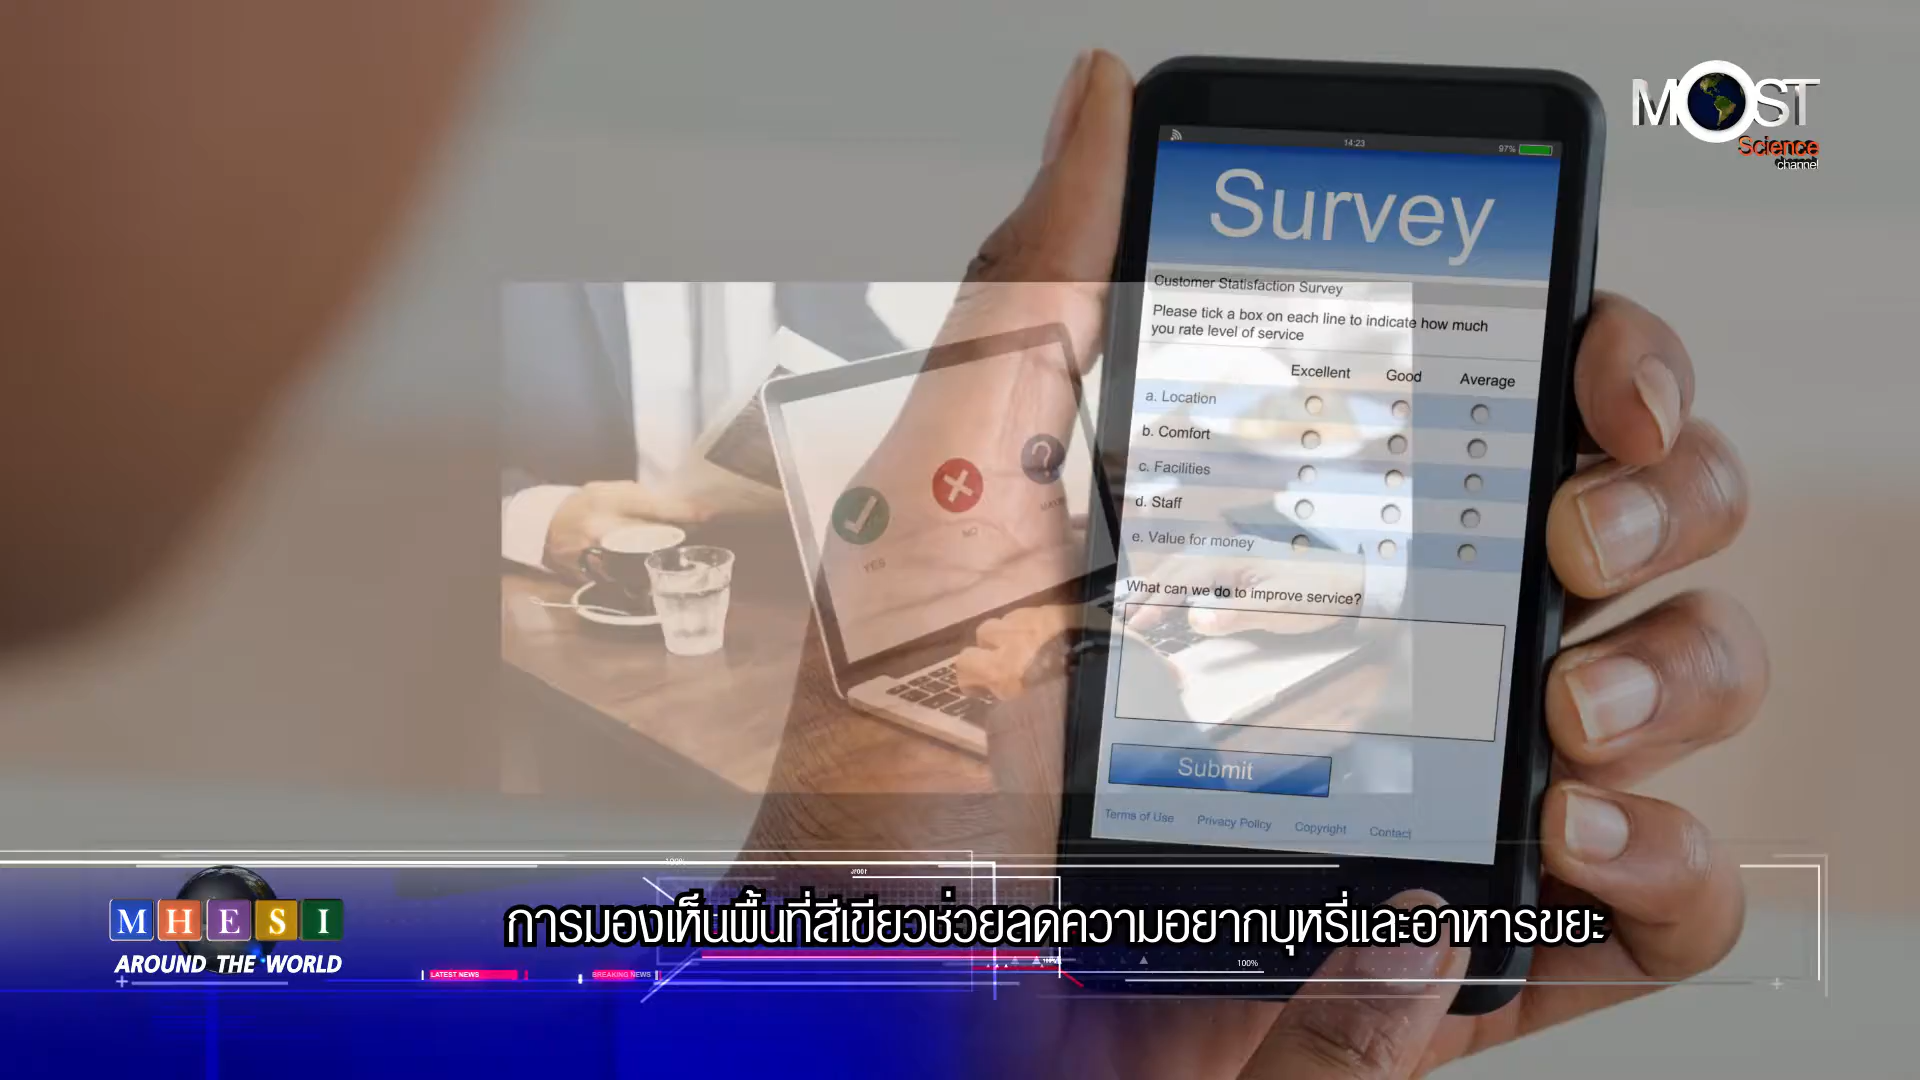 MOST
Science
channel
14:23
97%
Survey
Customer Statisfaction Survey
Please tick a box on each line to indicate how much
you rate level of service
Excellent Good Average
a. Location
b. Comfort
c. Facilities
d. Staff
e. Value for money
What can we do to improve service?
Submit
Terms of Use Privacy Policy Copyright Contact
YES
NO
MAYBE
100%
MHESI
AROUND THE WORLD
การมองเห็นพื้นที่สีเขียวช่วยลดความอยากบุหรี่และอาหารขยะ
LATEST NEWS
BREAKING NEWS
100%